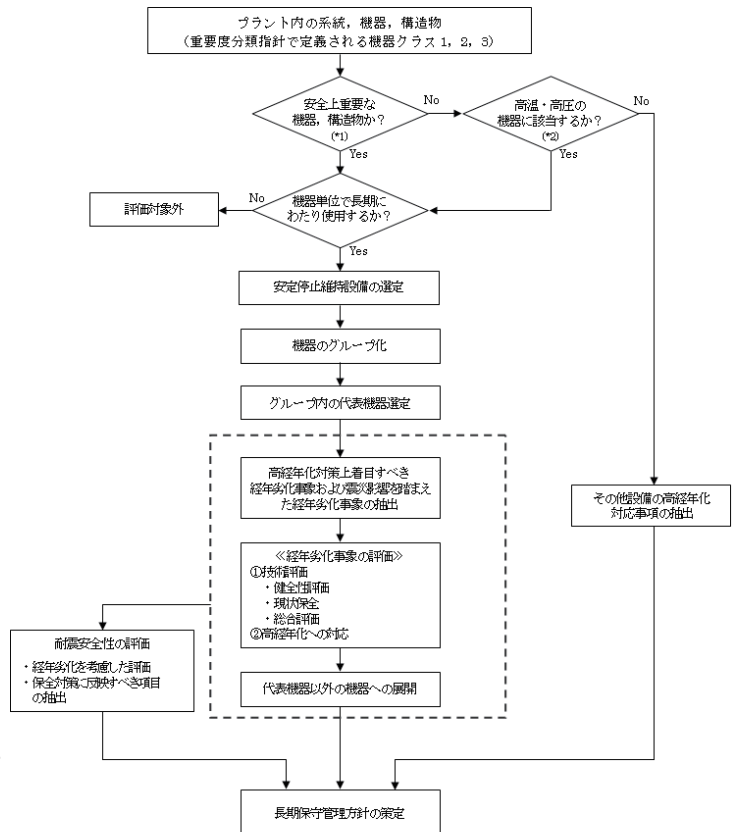 プラント内の系統，機器，構造物
（重要度分類指針で定義される機器クラス1，2，3）
安全上重要な
機器，構造物か？
(*1)
No
高温・高圧の
機器に該当するか？
(*2)
No
Yes
Yes
機器単位で長期に
わたり使用するか？
No
評価対象外
Yes
安定停止維持設備の選定
機器のグループ化
グループ内の代表機器選定
高経年化対策上着目すべき
経年劣化事象および震災影響を踏まえ
た経年劣化事象の抽出
その他設備の高経年化
対応事項の抽出
≪経年劣化事象の評価≫
①技術評価
・健全性評価
・現状保全
・総合評価
②高経年化への対応
耐震安全性の評価
・経年劣化を考慮した評価
・保全対策に反映すべき項目
の抽出
代表機器以外の機器への展開
長期保守管理方針の策定